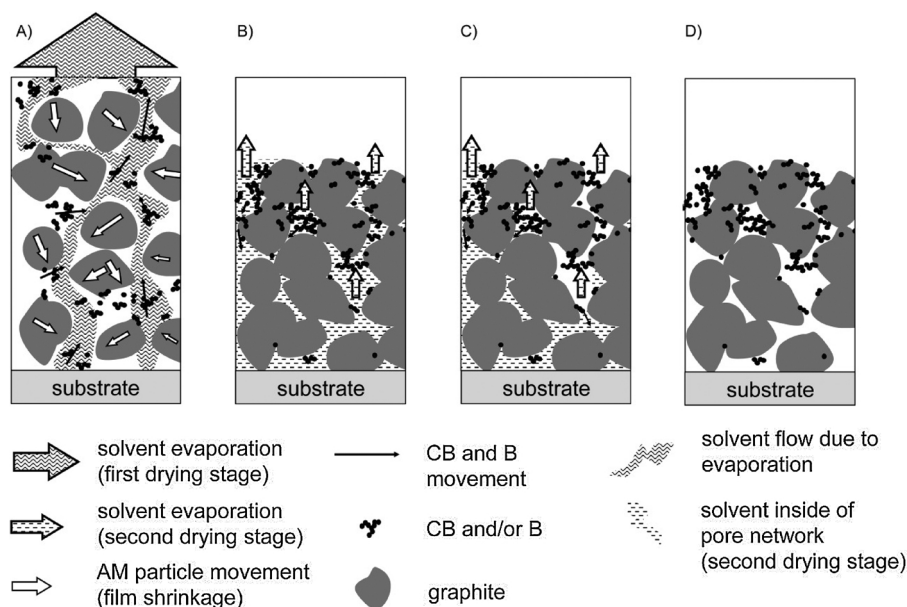 A)
B)
C)
D)
substrate
substrate
substrate
substrate
solvent evaporation
(first drying stage)
solvent evaporation
(second drying stage)
AM particle movement
(film shrinkage)
CB and B
movement
CB and/or B
graphite
solvent flow due to
evaporation
solvent inside of
pore network
(second drying stage)